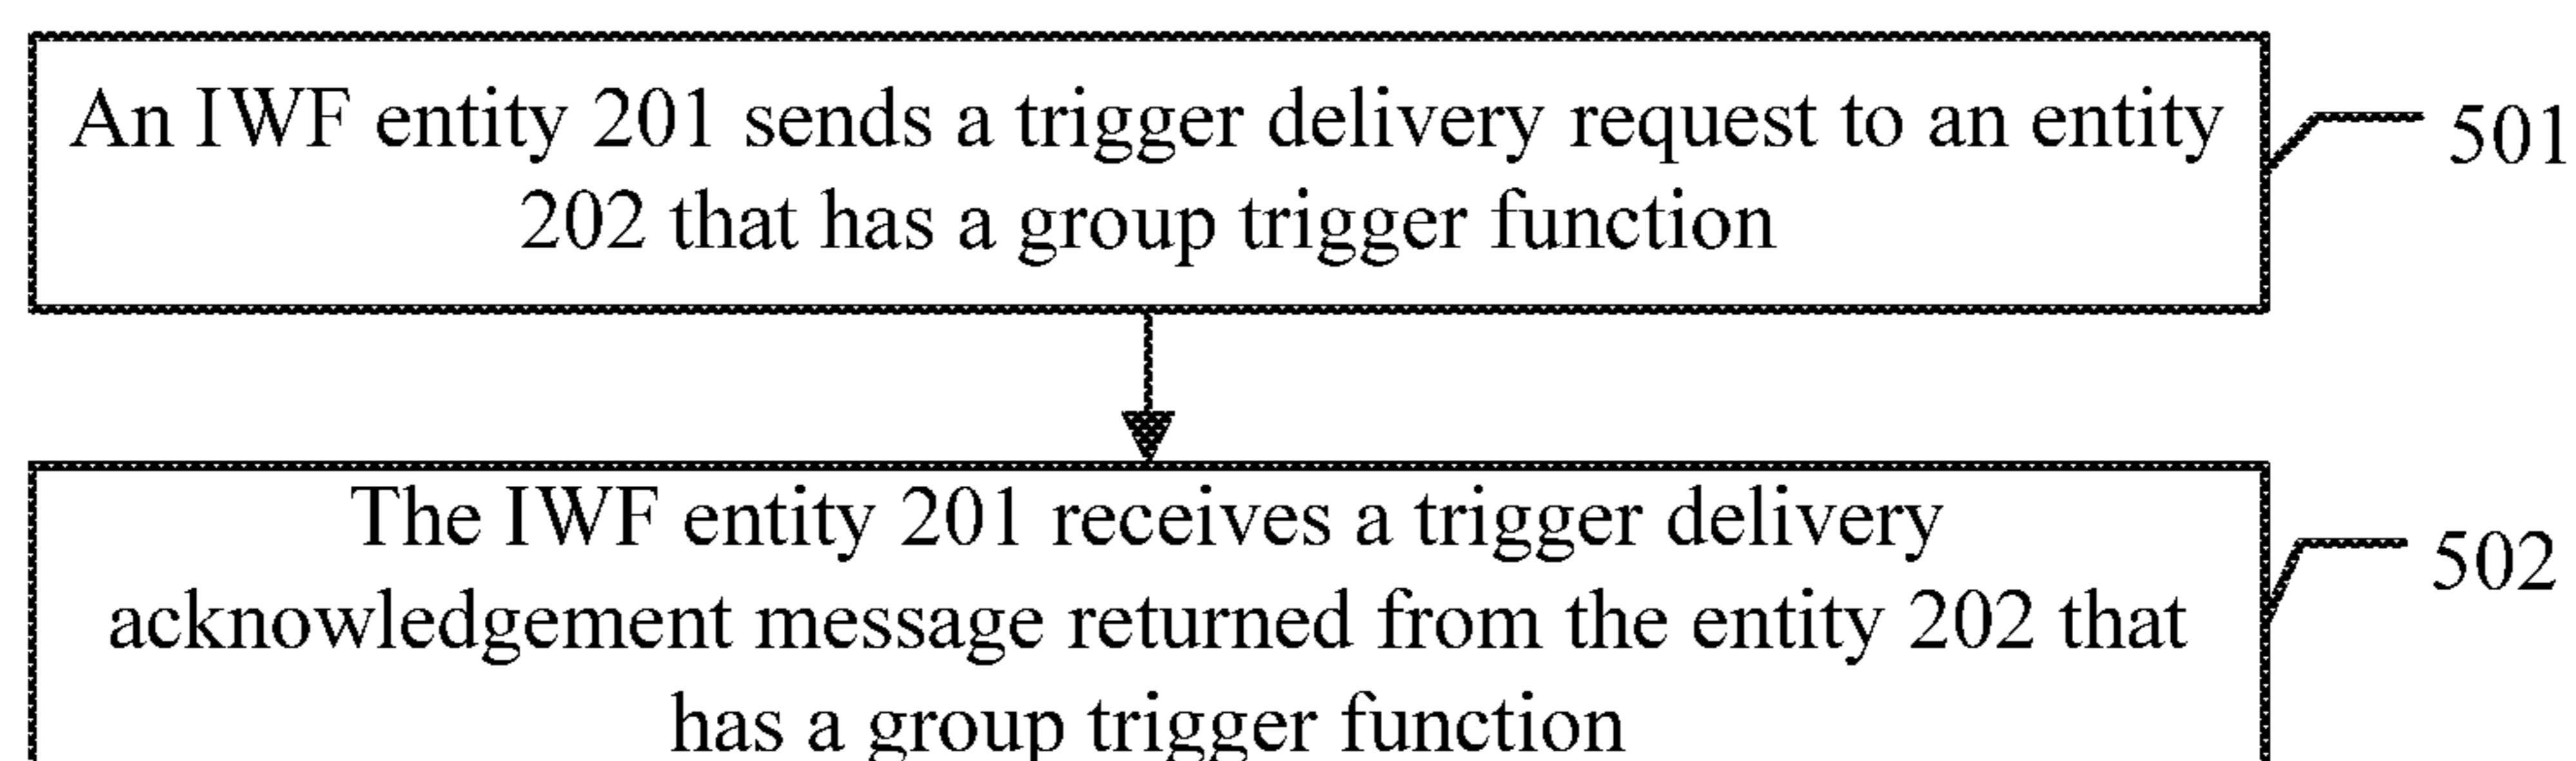 An IWF entity 201 sends a trigger delivery request to an entity
501
202 that has a group trigger function
The IWF entity 201 receives a trigger delivery
502
acknowledgement message returned from the entity 202 that
has a group trigger function